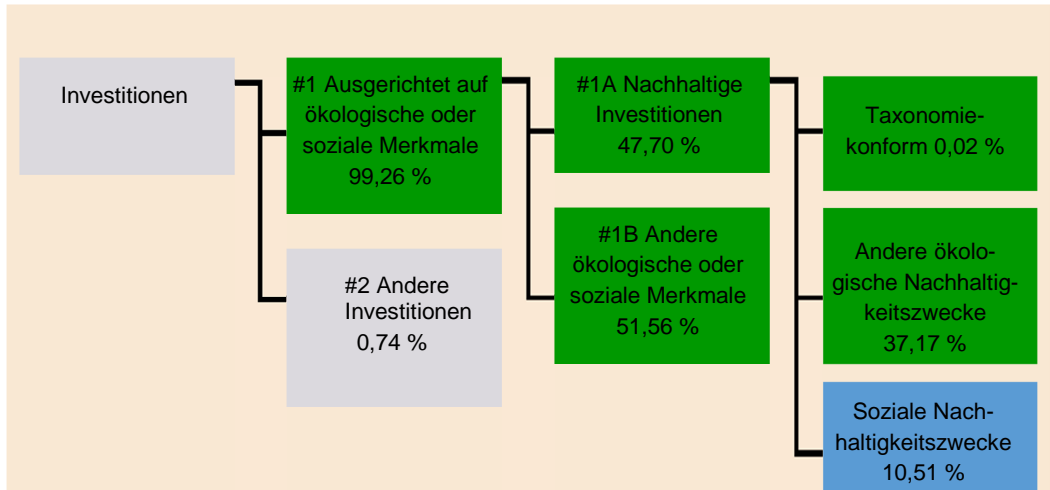 Investitionen
#1 Ausgerichtet auf
ökologische oder
soziale Merkmale
99,26 %
#2 Andere
Investitionen
0,74 %
#1A Nachhaltige
Investitionen
47,70 %
#1B Andere
ökologische oder
soziale Merkmale
51,56 %
Taxonomie-
konform 0,02 %
Andere ökolo-
gische Nachhaltig-
keitszwecke
37,17 %
Soziale Nach-
haltigkeitszwecke
10,51 %